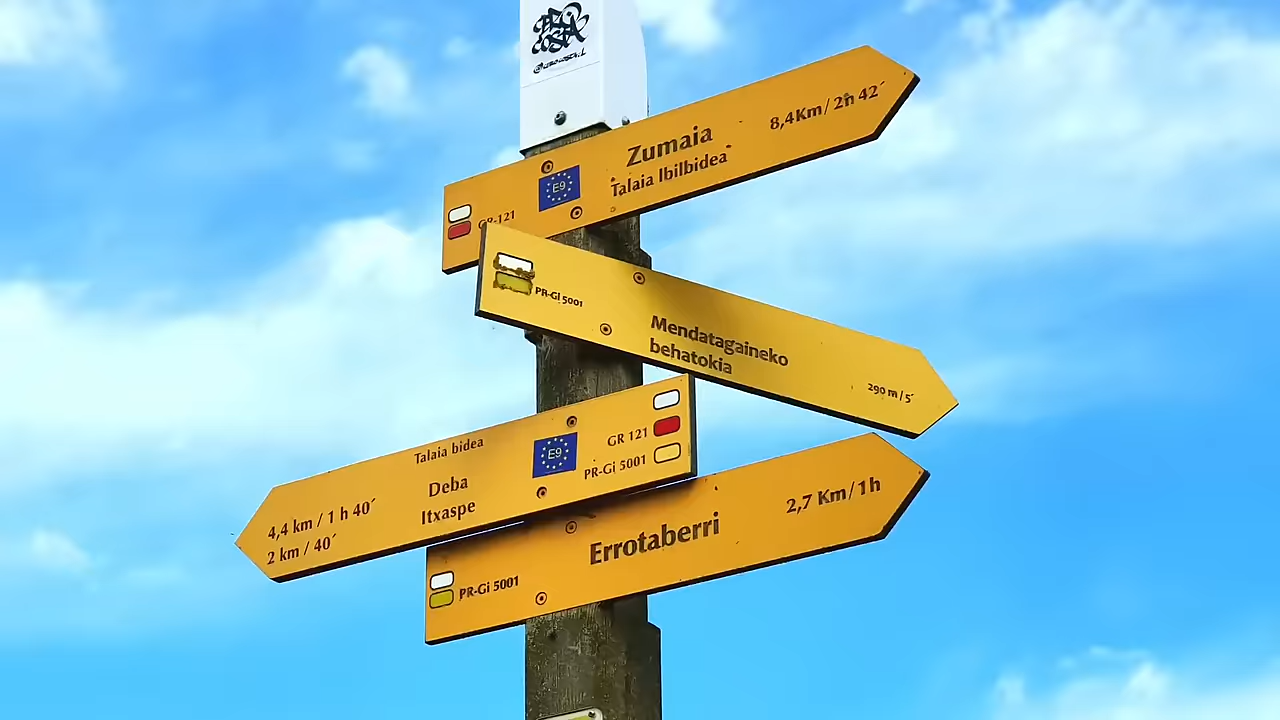 E9
Zumaia
Talaia Ibilbidea
8,4Km/ 2h 42´
GR-121
PR-Gi 5001
Mendatagaineko
behatokia
290 m / 5´
Talaia bidea
Deba
Itxaspe
4,4 km / 1 h 40´
2 km / 40´
E9
GR 121
PR-Gi 5001
Errotaberri
2,7 Km/1h
PR-Gi 5001